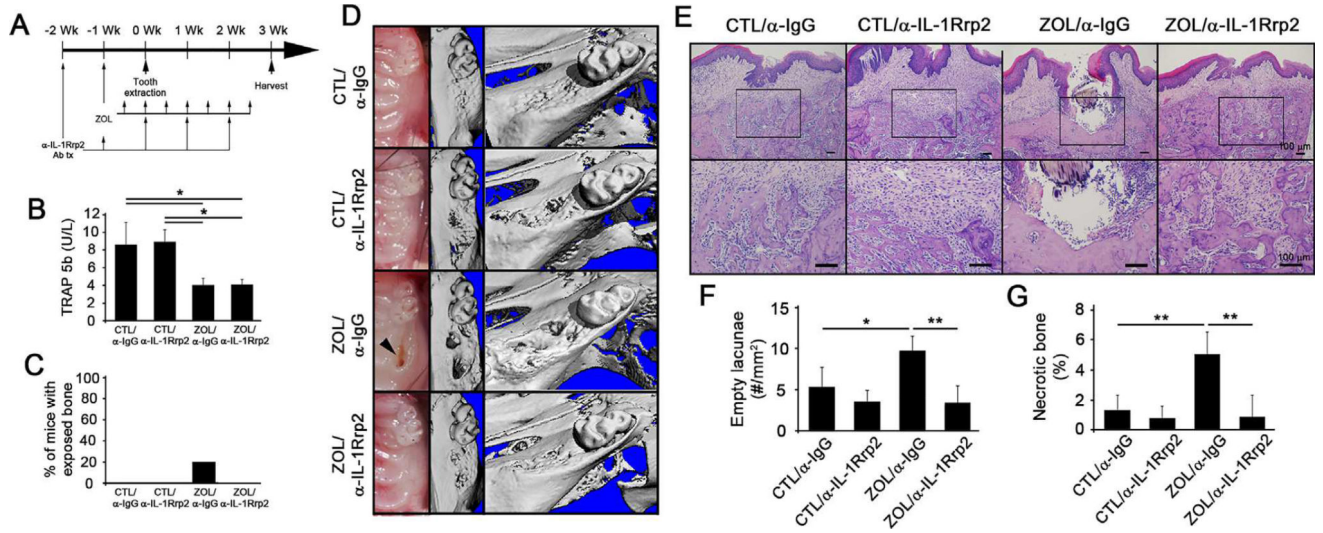 A
-2 Wk -1 Wk 0 Wk 1 Wk 2 Wk 3 Wk
Tooth
extraction
Harvest
ZOL
α-IL-1Rrp2
Ab tx
B
TRAP 5b (U/L)
12
10
8
6
4
2
0
* *
CTL/ CTL/ ZOL/ ZOL/
α-IgG α-IL-1Rrp2 α-IgG α-IL-1Rrp2
C
% of mice with
exposed bone
100
80
60
40
20
0
CTL/ CTL/ ZOL/ ZOL/
α-IgG α-IL-1Rrp2 α-IgG α-IL-1Rrp2
D
CTL/
α-IgG
CTL/
α-IL-1Rrp2
ZOL/
α-IgG
ZOL/
α-IL-1Rrp2
E
CTL/α-IgG CTL/α-IL-1Rrp2 ZOL/α-IgG ZOL/α-IL-1Rrp2
100 μm
100 μm
F
Empty lacunae
(#/mm²)
15
10
5
0
* **
CTL/α-IgG
CTL/α-IL-1Rrp2
ZOL/α-IgG
ZOL/α-IL-1Rrp2
G
Necrotic bone
(%)
8
6
4
2
0
** **
CTL/α-IgG
CTL/α-IL-1Rrp2
ZOL/α-IgG
ZOL/α-IL-1Rrp2